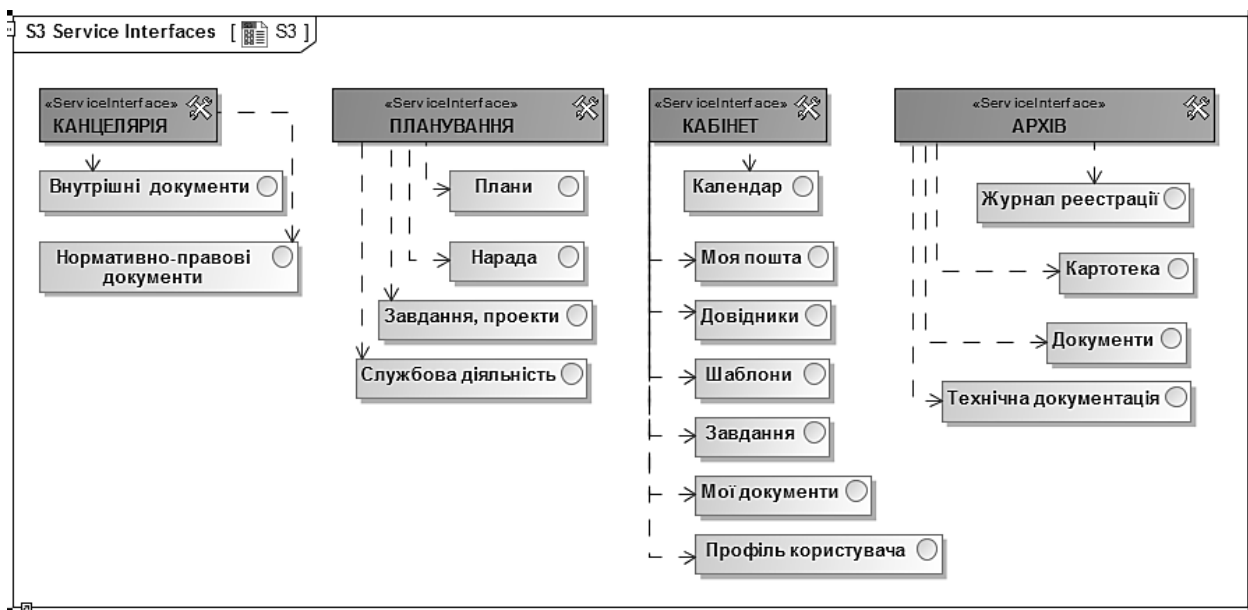 S3 Service Interfaces [ S3 ]
«ServiceInterface»
КАНЦЕЛЯРІЯ
Внутрішні документи
Нормативно-правові
документи
«ServiceInterface»
ПЛАНУВАННЯ
Плани
Нарада
Завдання, проекти
Службова діяльність
«ServiceInterface»
КАБІНЕТ
Календар
Моя пошта
Довідники
Шаблони
Завдання
Мої документи
Профіль користувача
«ServiceInterface»
АРХІВ
Журнал реестрації
Картотека
Документи
Технічна документація